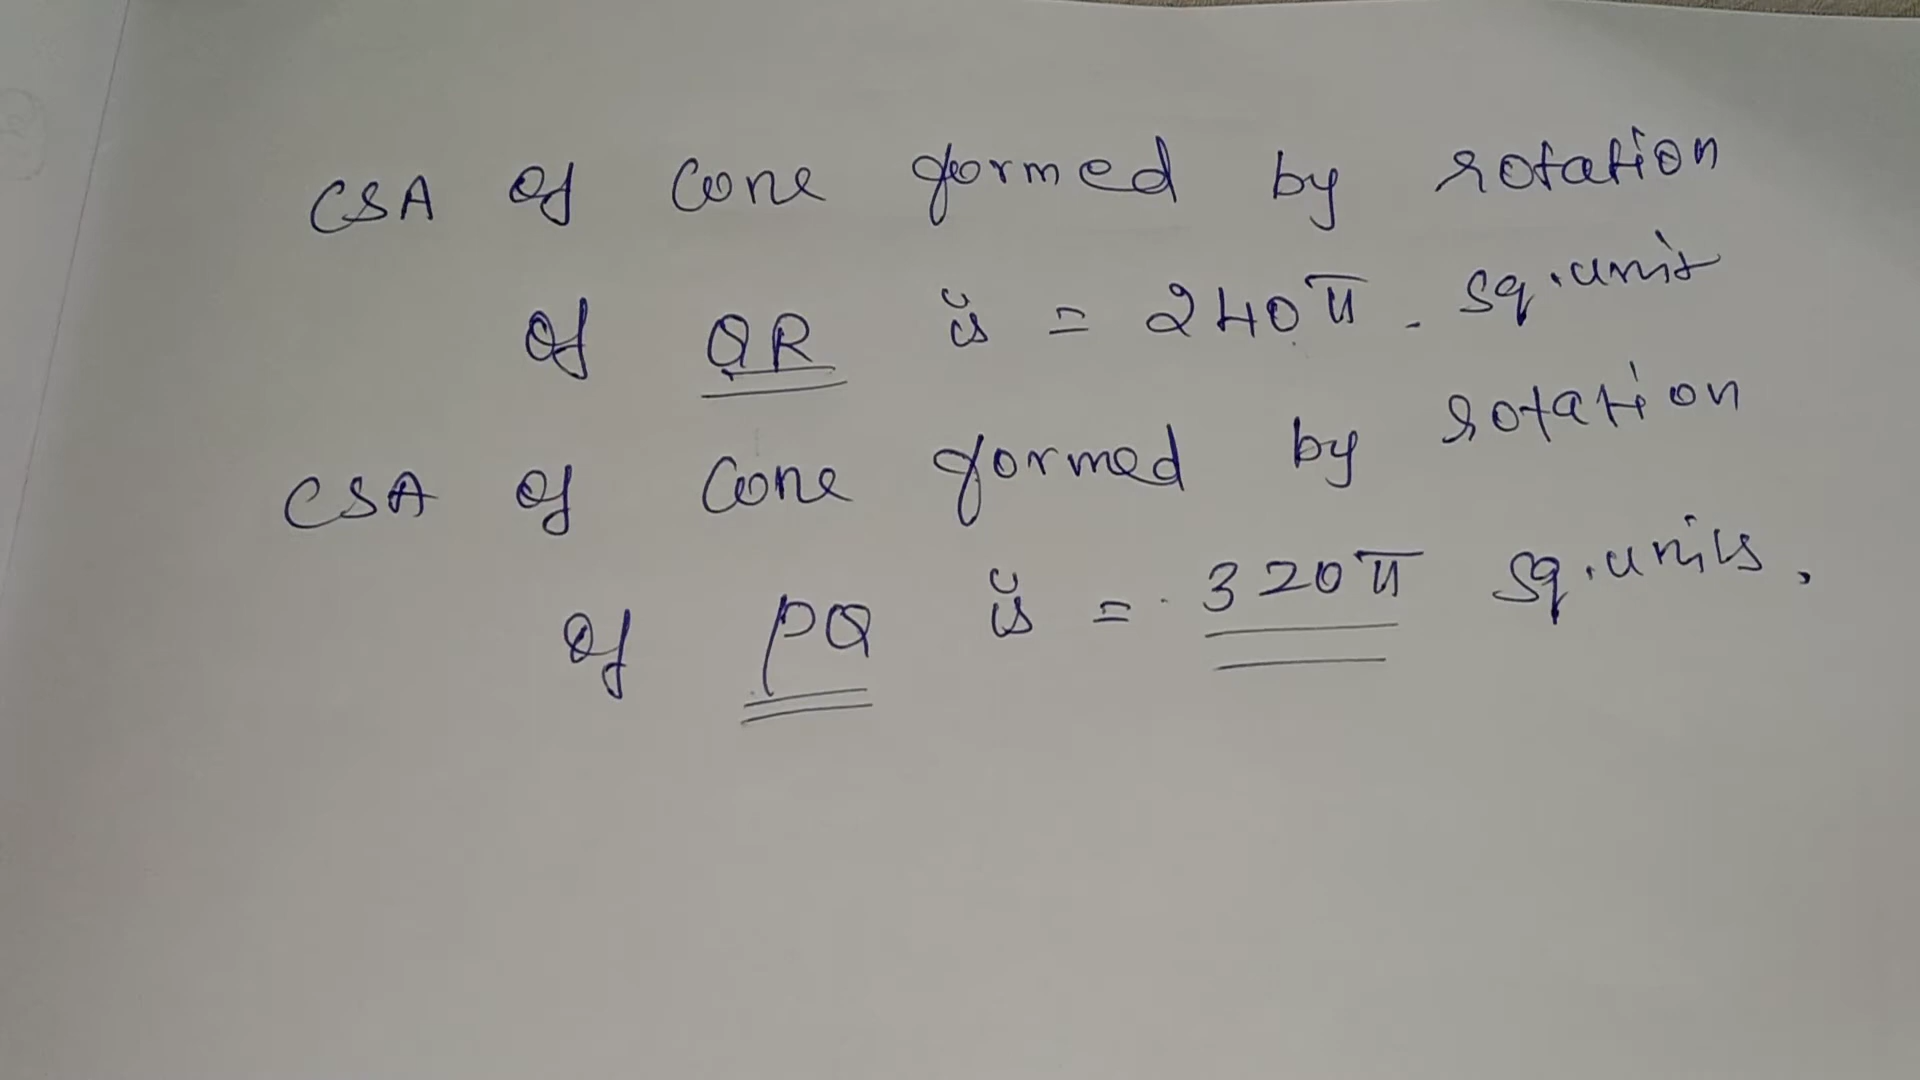 CSA of cone formed by rotation
of QR is = 240π. sq.unit
CSA of cone formed by rotation
of PQ is = 320π sq.units.